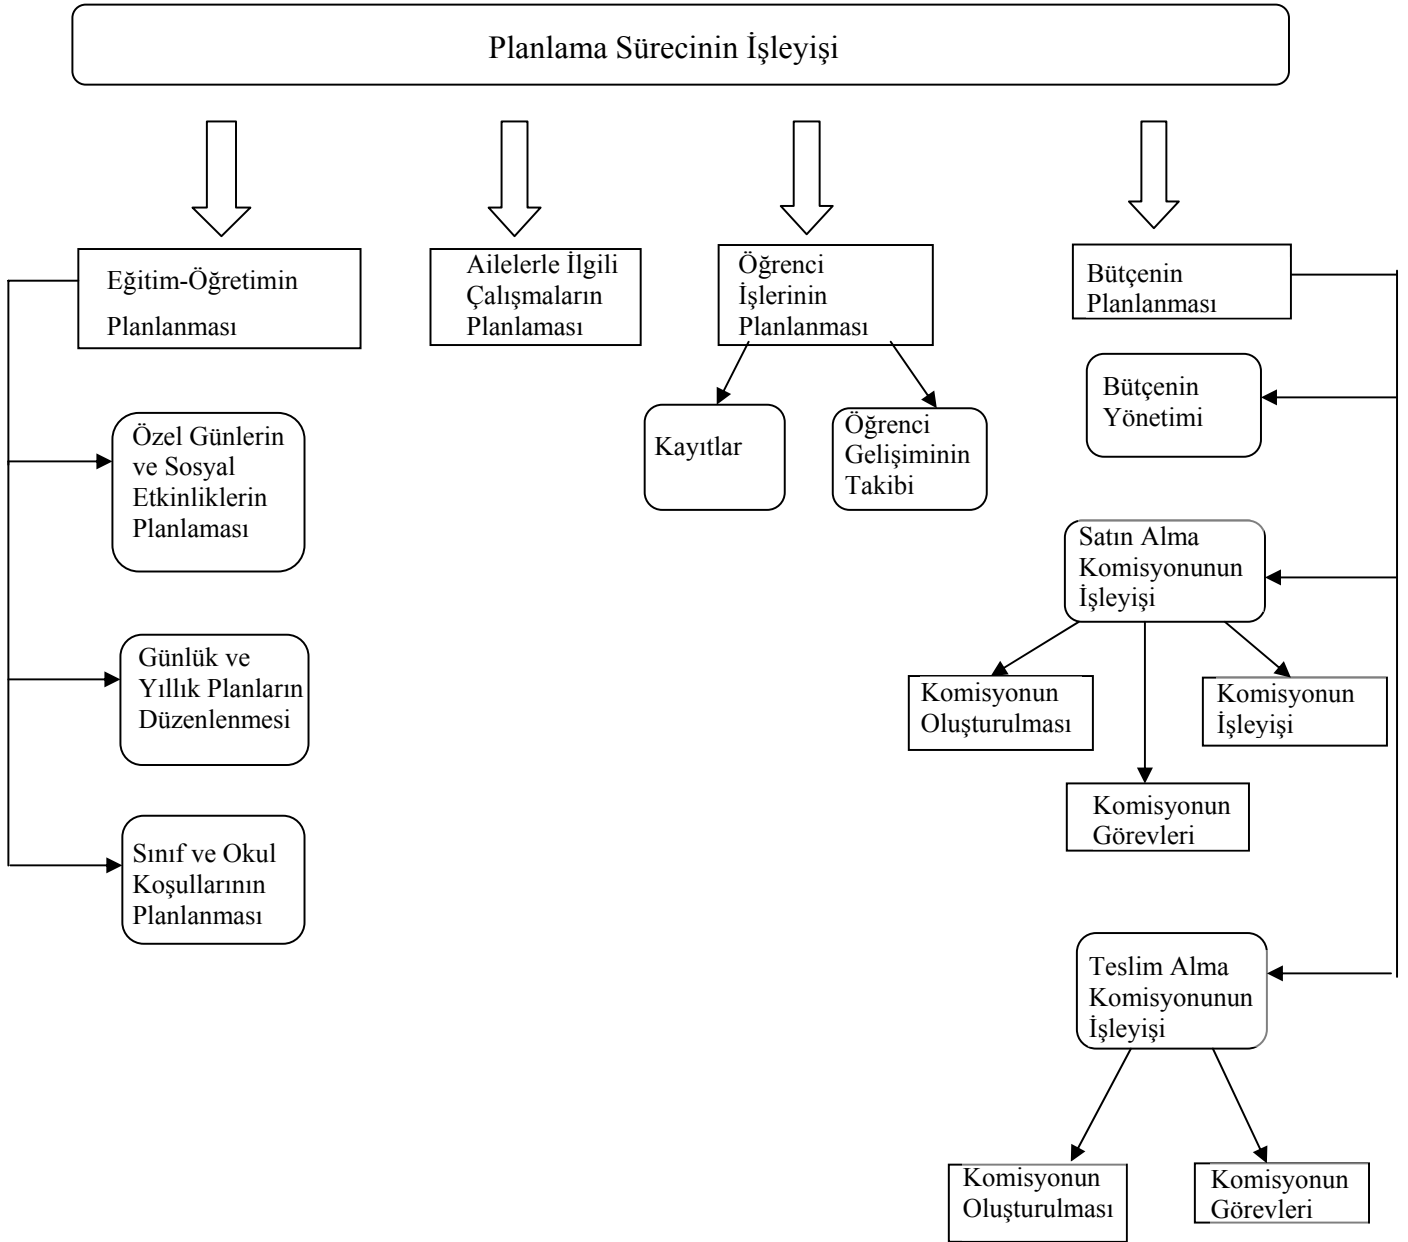 Planlama Sürecinin İşleyişi
Eğitim-Öğretimin
Planlanması
Ailelerle İlgili
Çalışmaların
Planlaması
Öğrenci
İşlerinin
Planlanması
Bütçenin
Planlanması
Özel Günlerin
ve Sosyal
Etkinliklerin
Planlaması
Günlük ve
Yıllık Planların
Düzenlenmesi
Sınıf ve Okul
Koşullarının
Planlanması
Kayıtlar
Öğrenci
Gelişiminin
Takibi
Bütçenin
Yönetimi
Satın Alma
Komisyonunun
İşleyişi
Komisyonun
Oluşturulması
Komisyonun
Görevleri
Komisyonun
İşleyişi
Teslim Alma
Komisyonunun
İşleyişi
Komisyonun
Oluşturulması
Komisyonun
Görevleri